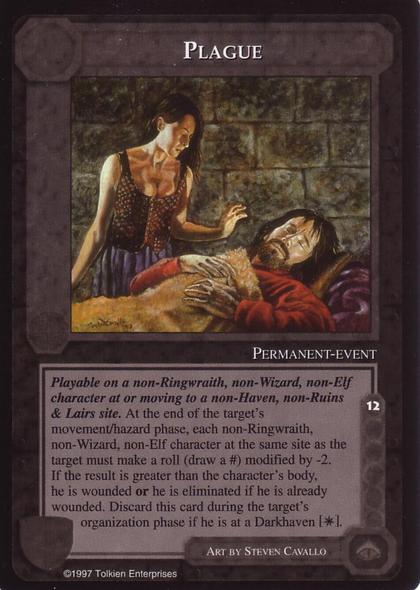 PLAGUE
PERMANENT-EVENT
Playable on a non-Ringwraith, non-Wizard, non-Elf
character at or moving to a non-Haven, non-Ruins
& Lairs site. At the end of the target's
movement/hazard phase, each non-Ringwraith,
non-Wizard, non-Elf character at the same site as the
target must make a roll (draw a #) modified by -2.
If the result is greater than the character's body,
he is wounded or he is eliminated if he is already
wounded. Discard this card during the target's
organization phase if he is at a Darkhaven [✶].
12
ART BY STEVEN CAVALLO
©1997 Tolkien Enterprises